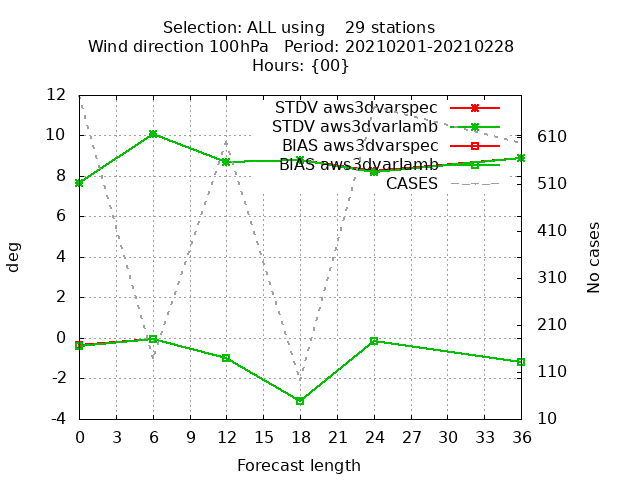 Selection: ALL using    29 stations
Wind direction 100hPa   Period: 20210201-20210228
Hours: {00}
STDV aws3dvarspec
STDV aws3dvarlamb
BIAS aws3dvarspec
BIAS aws3dvarlamb
CASES
12
10
8
6
4
2
0
-2
-4
deg
610
510
410
310
210
110
10
No cases
0 3 6 9 12 15 18 21 24 27 30 33 36
Forecast length